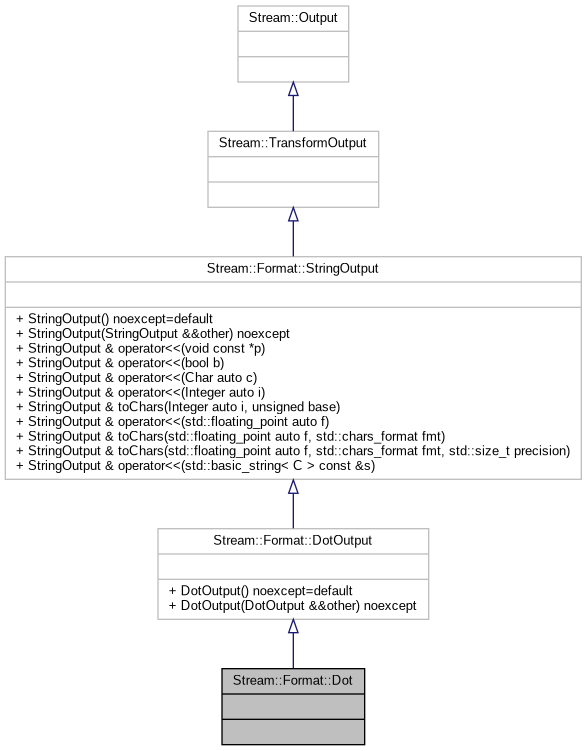 Stream::Output
Stream::TransformOutput
Stream::Format::StringOutput
+ StringOutput() noexcept=default
+ StringOutput(StringOutput &&other) noexcept
+ StringOutput & operator<<(void const *p)
+ StringOutput & operator<<(bool b)
+ StringOutput & operator<<(Char auto c)
+ StringOutput & operator<<(Integer auto i)
+ StringOutput & toChars(Integer auto i, unsigned base)
+ StringOutput & operator<<(std::floating_point auto f)
+ StringOutput & toChars(std::floating_point auto f, std::chars_format fmt)
+ StringOutput & toChars(std::floating_point auto f, std::chars_format fmt, std::size_t precision)
+ StringOutput & operator<<(std::basic_string< C > const &s)
Stream::Format::DotOutput
+ DotOutput() noexcept=default
+ DotOutput(DotOutput &&other) noexcept
Stream::Format::Dot